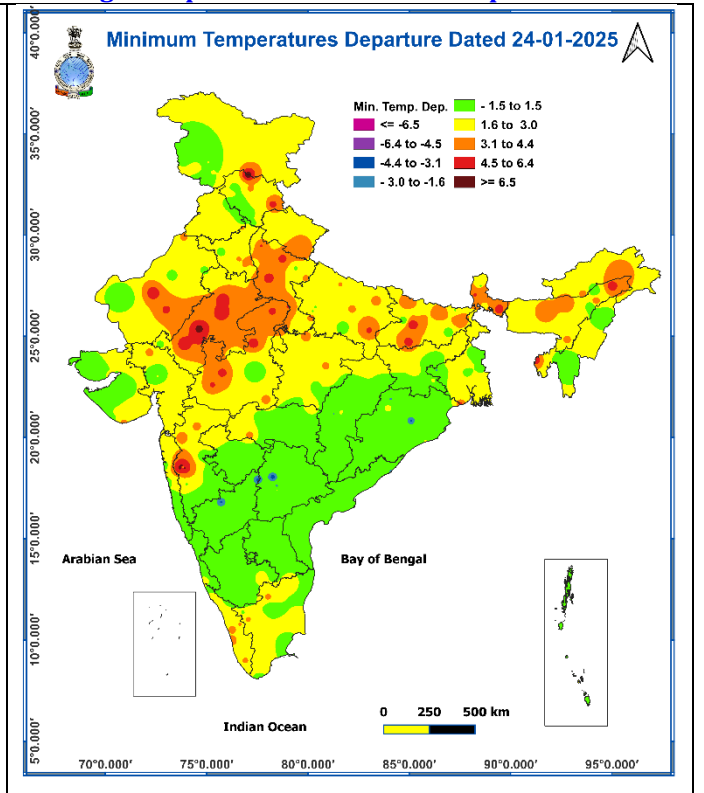 Minimum Temperatures Departure Dated 24-01-2025
Min. Temp. Dep.
<= -6.5
-6.4 to -4.5
-4.4 to -3.1
- 3.0 to -1.6
- 1.5 to 1.5
1.6 to 3.0
3.1 to 4.4
4.5 to 6.4
>= 6.5
40°0.000'
35°0.000'
30°0.000'
25°0.000'
20°0.000'
15°0.000'
10°0.000'
5°0.000'
Arabian Sea
Bay of Bengal
Indian Ocean
0 250 500 km
70°0.000' 75°0.000' 80°0.000' 85°0.000' 90°0.000' 95°0.000'